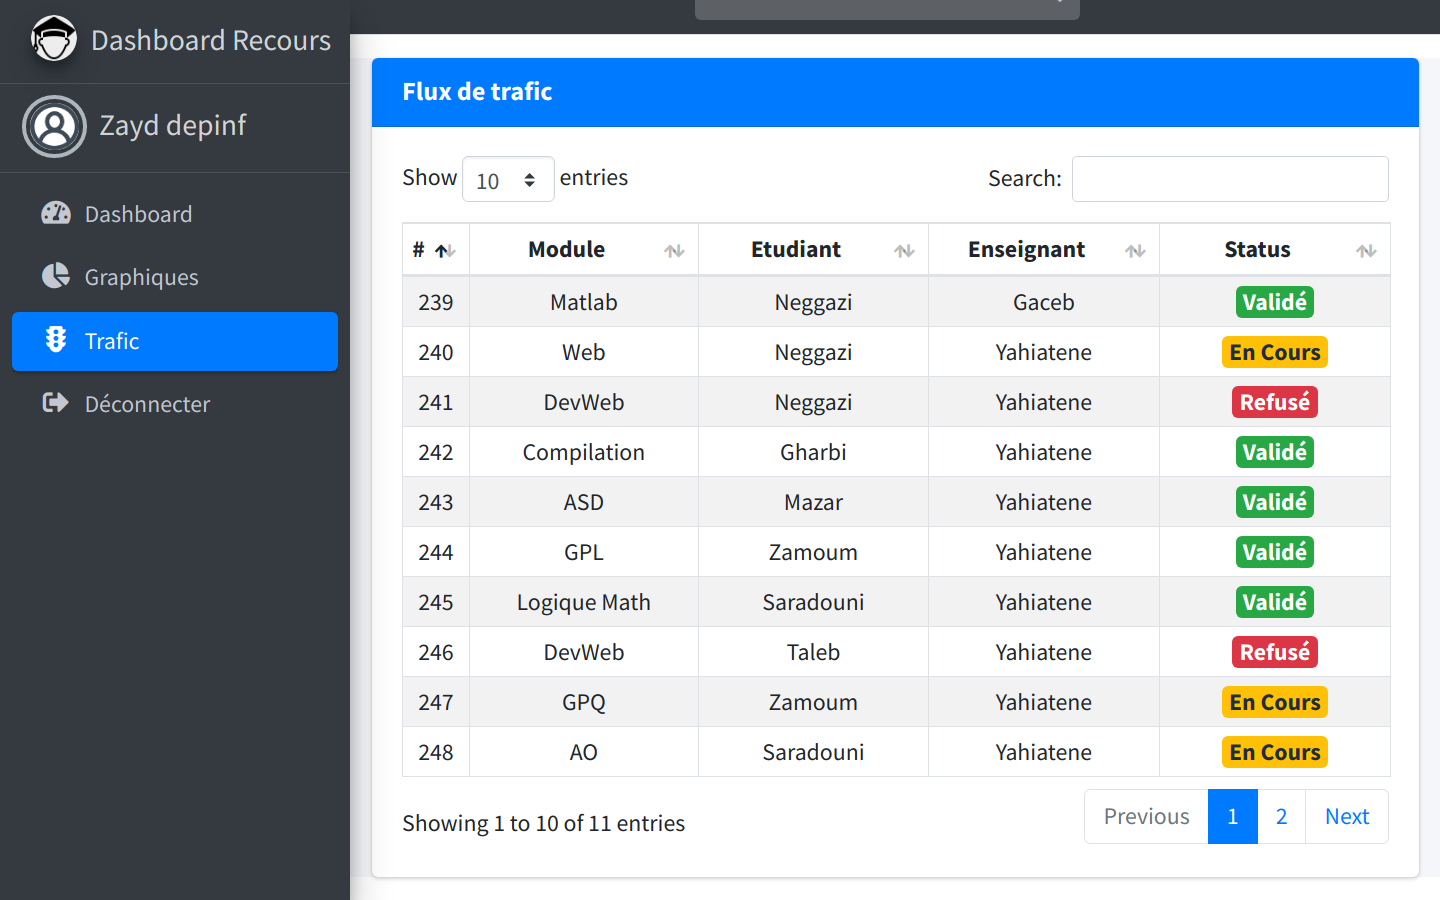 Dashboard Recours
Zayd depinf
Dashboard
Graphiques
Trafic
Déconnecter
Flux de trafic
Show 10 entries
Search:
# Module Etudiant Enseignant Status
239 Matlab Neggazi Gaceb Validé
240 Web Neggazi Yahiatene En Cours
241 DevWeb Neggazi Yahiatene Refusé
242 Compilation Gharbi Yahiatene Validé
243 ASD Mazar Yahiatene Validé
244 GPL Zamoum Yahiatene Validé
245 Logique Math Saradouni Yahiatene Validé
246 DevWeb Taleb Yahiatene Refusé
247 GPQ Zamoum Yahiatene En Cours
248 AO Saradouni Yahiatene En Cours
Showing 1 to 10 of 11 entries
Previous 1 2 Next